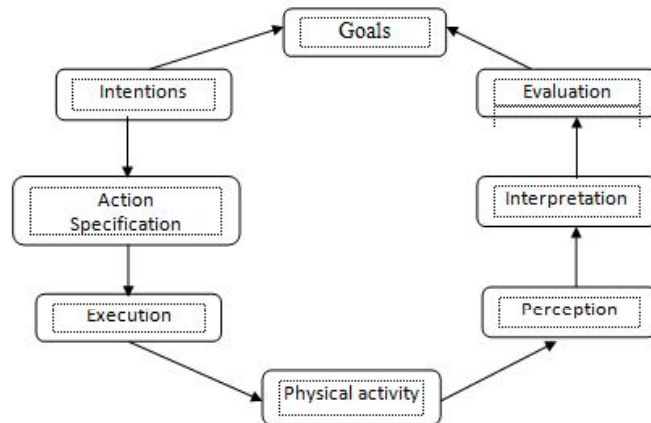 Goals
Intentions
Evaluation
Action
Specification
Interpretation
Execution
Perception
Physical activity